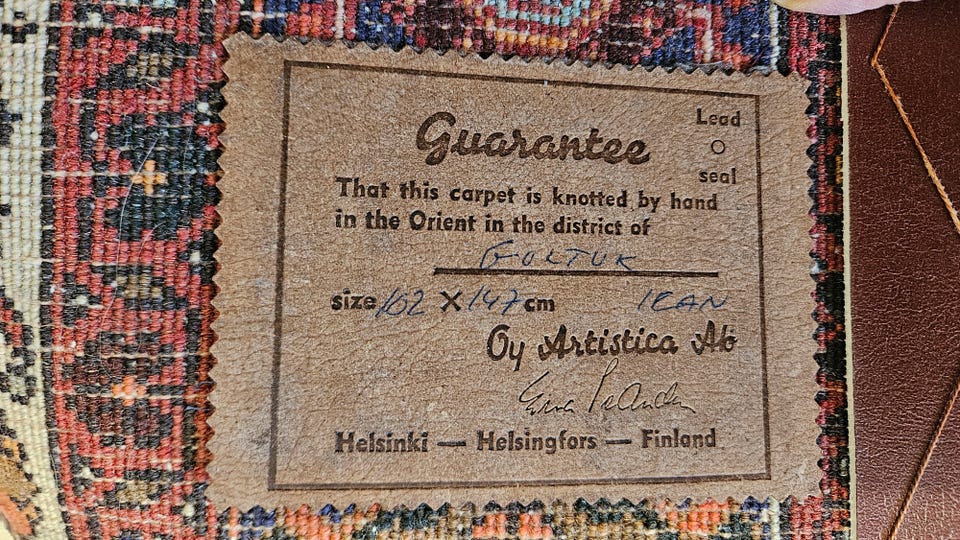 Lead
Guarantee
seal
That this carpet is knotted by hand
in the Orient in the district of
GOLTUK
size 102 X 147 cm IRAN
Oy Artistica Ab
Helsinki — Helsingfors — Finland